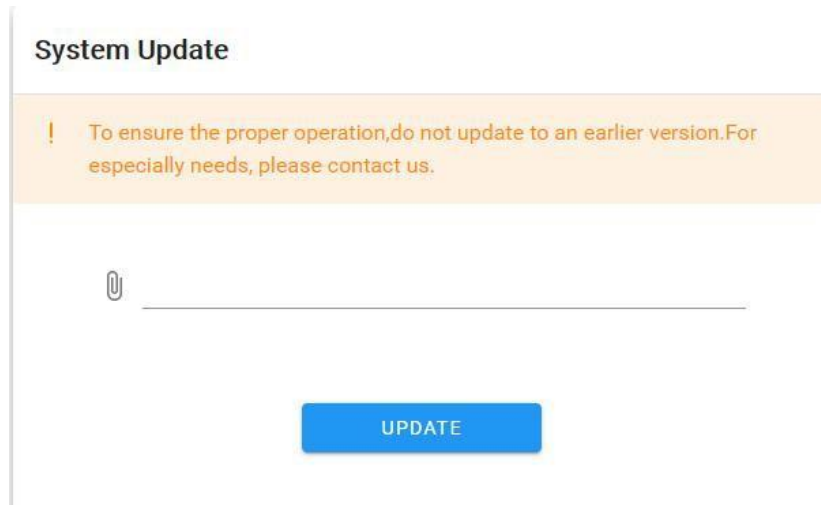 System Update
! To ensure the proper operation,do not update to an earlier version.For
especially needs, please contact us.
UPDATE